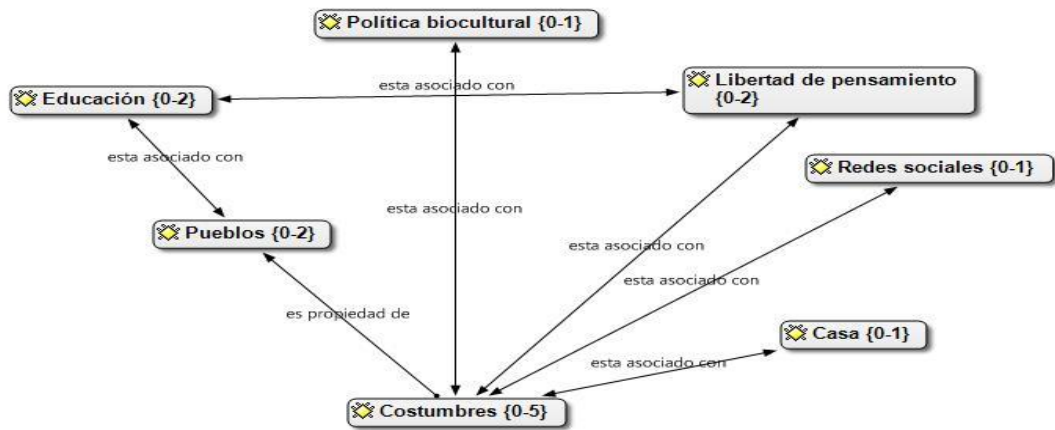 Política biocultural {0-1}
Libertad de pensamiento
{0-2}
esta asociado con
Educación {0-2}
esta asociado con
Redes sociales {0-1}
esta asociado con
Pueblos {0-2}
esta asociado con
esta asociado con
es propiedad de
Casa {0-1}
esta asociado con
Costumbres {0-5}